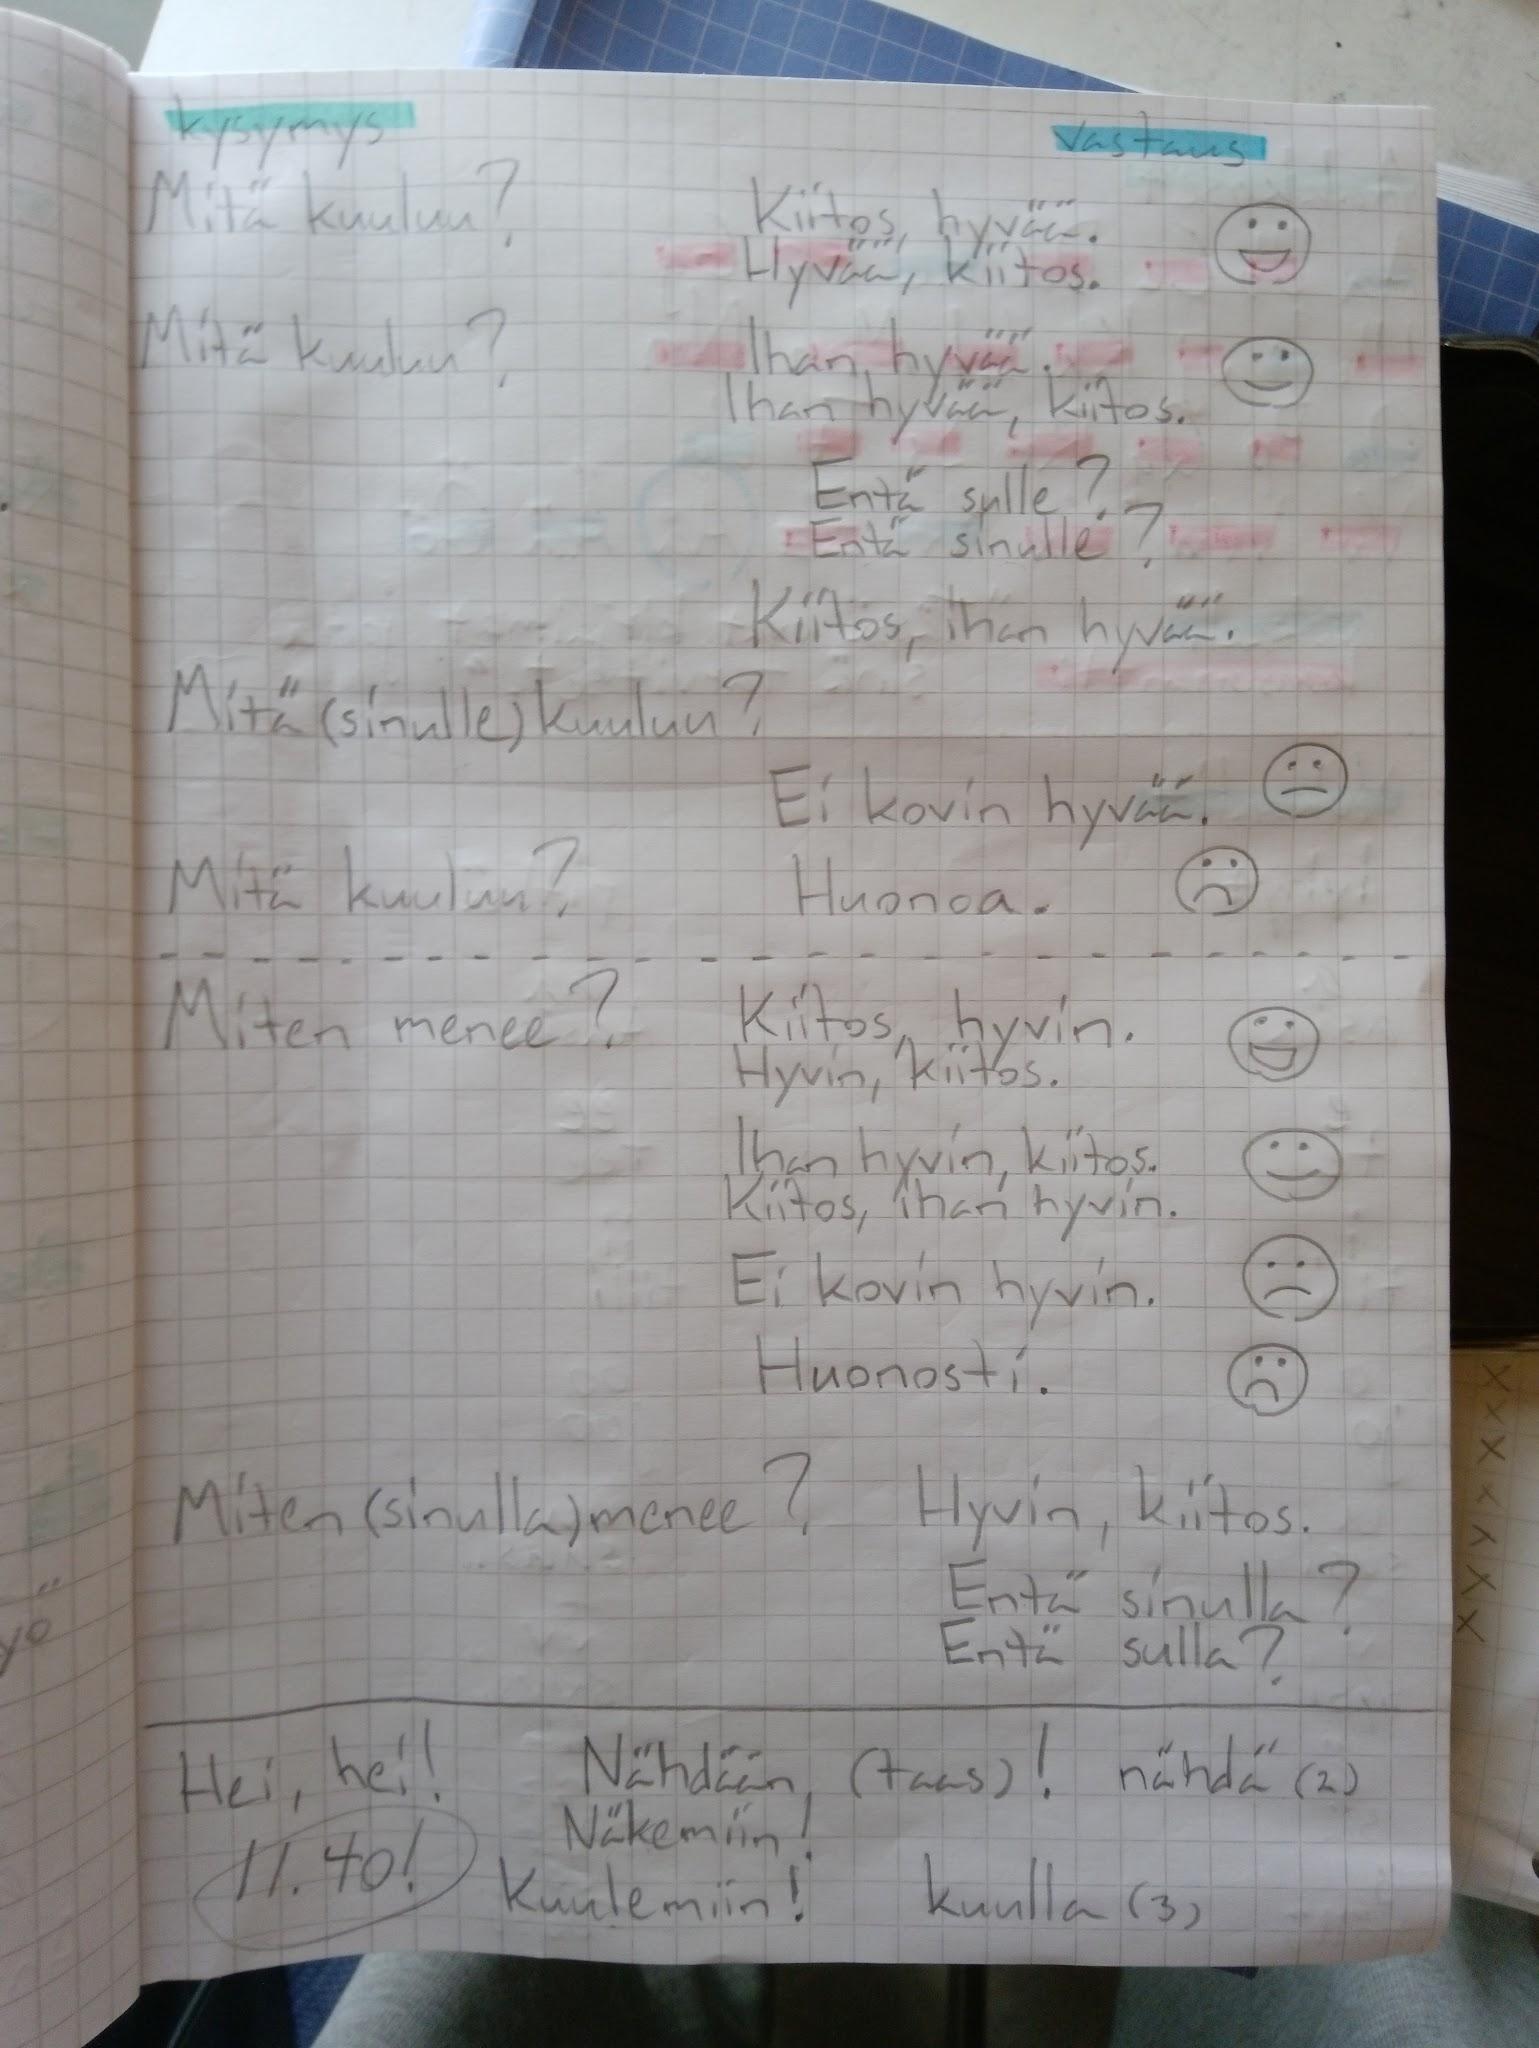 kysymys vastaus
Mitä kuuluu? Kiitos, hyvää.
Hyvää, kiitos.
Mitä kuuluu? Ihan hyvää.
Ihan hyvää, kiitos.
Entä sulle?
Entä sinulle?
Kiitos, ihan hyvää.
Mitä (sinulle) kuuluu?
Ei kovin hyvää.
Mitä kuuluu? Huonoa.
Miten menee? Kiitos, hyvin.
Hyvin, kiitos.
Ihan hyvin, kiitos.
Kiitos, ihan hyvin.
Ei kovin hyvin.
Huonosti.
Miten (sinulla) menee? Hyvin, kiitos.
Entä sinulla?
Entä sulla?
Hei, hei! Nähdään, (taas)! nähdä (2)
Näkemiin!
11.40! Kuulemiin! kuulla (3)
yö
x
x
x
x
x
x
x